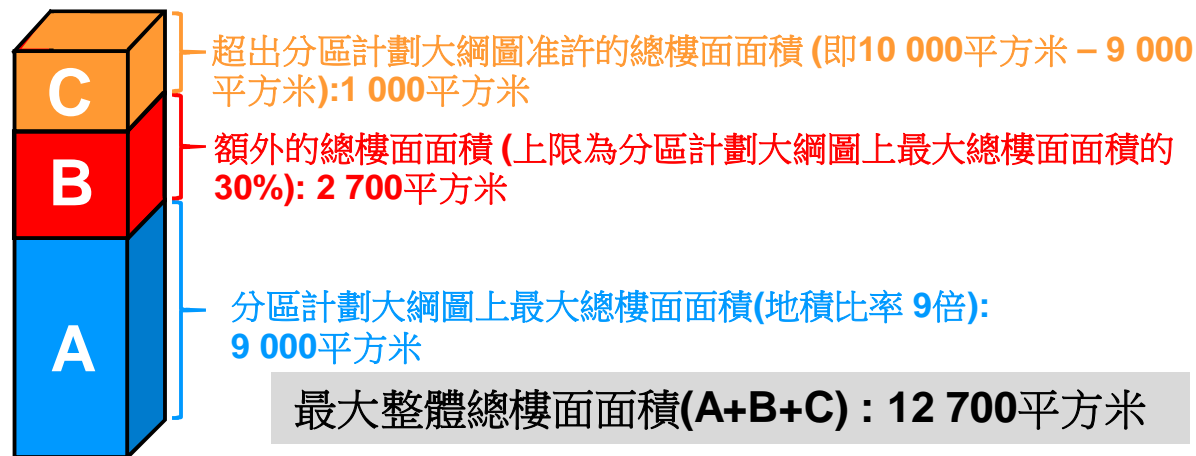 C
超出分區計劃大綱圖准許的總樓面面積 (即10 000平方米 – 9 000
平方米):1 000平方米
B
額外的總樓面面積 (上限為分區計劃大綱圖上最大總樓面面積的
30%): 2 700平方米
A
分區計劃大綱圖上最大總樓面面積(地積比率 9倍):
9 000平方米
最大整體總樓面面積(A+B+C) : 12 700平方米